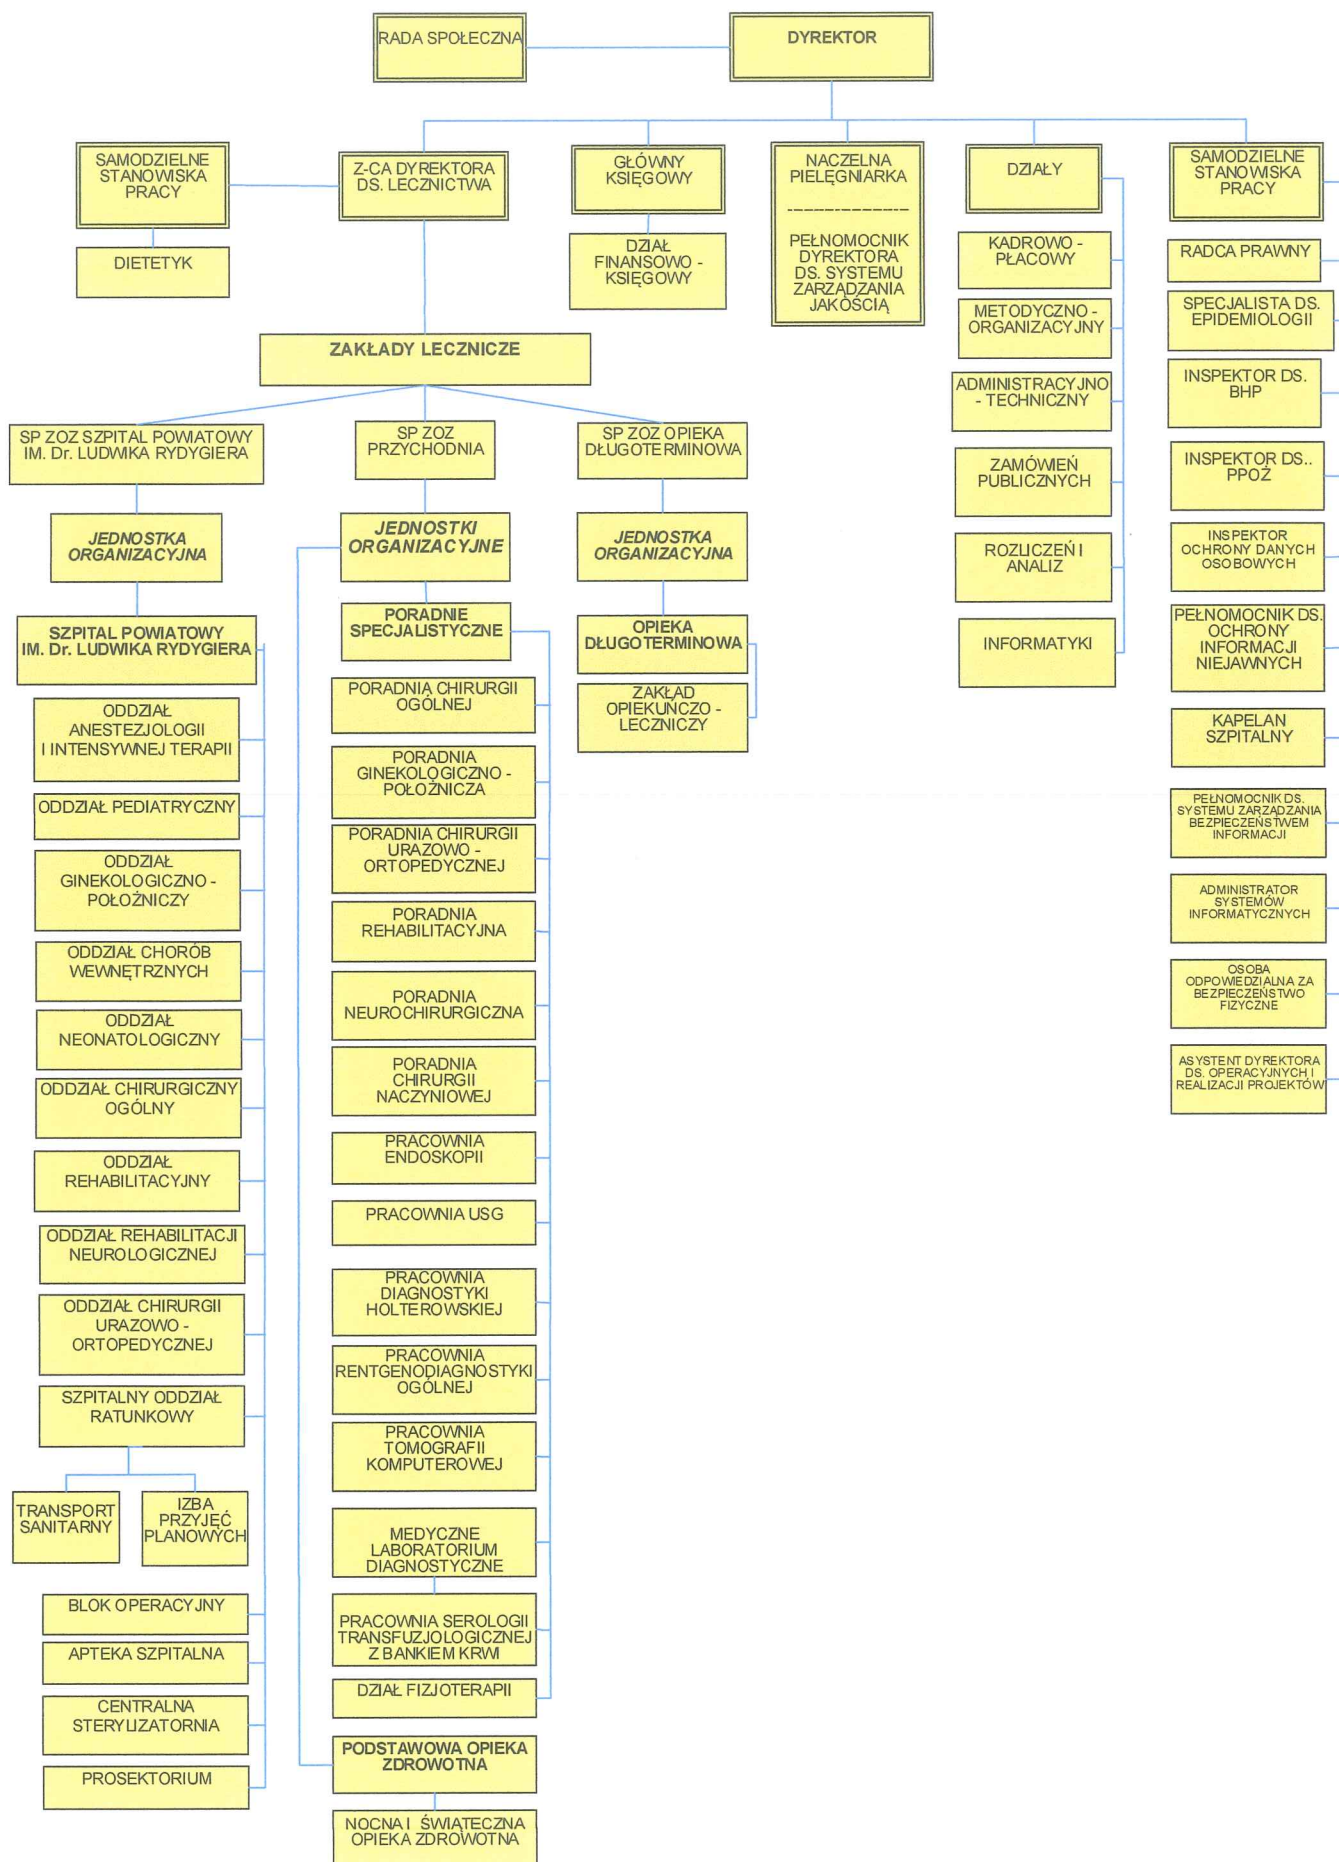 RADA SPOŁECZNA
DYREKTOR
SAMODZIELNE
STANOWISKA
PRACY
Z-CA DYREKTORA
DS. LECZNICTWA
GŁÓWNY
KSIĘGOWY
NACZELNA
PIELĘGNIARKA
----------------
PEŁNOMOCNIK
DYREKTORA
DS. SYSTEMU
ZARZĄDZANIA
JAKOŚCIĄ
DZIAŁY
SAMODZIELNE
STANOWISKA
PRACY
DIETETYK
DZIAŁ
FINANSOWO -
KSIĘGOWY
KADROWO -
PŁACOWY
METODYCZNO -
ORGANIZACYJNY
ADMINISTRACYJNO
- TECHNICZNY
ZAMÓWIEŃ
PUBLICZNYCH
ROZLICZEŃ I
ANALIZ
INFORMATYKI
RADCA PRAWNY
SPECJALISTA DS.
EPIDEMIOLOGII
INSPEKTOR DS.
BHP
INSPEKTOR DS..
PPOŻ
INSPEKTOR
OCHRONY DANYCH
OSOBOWYCH
PEŁNOMOCNIK DS.
OCHRONY
INFORMACJI
NIEJAWNYCH
KAPELAN
SZPITALNY
PEŁNOMOCNIK DS.
SYSTEMU ZARZĄDZANIA
BEZPIECZEŃSTWEM
INFORMACJI
ADMINISTRATOR
SYSTEMÓW
INFORMATYCZNYCH
OSOBA
ODPOWIEDZIALNA ZA
BEZPIECZEŃSTWO
FIZYCZNE
ASYSTENT DYREKTORA
DS. OPERACYJNYCH I
REALIZACJI PROJEKTÓW
ZAKŁADY LECZNICZE
SP ZOZ SZPITAL POWIATOWY
IM. Dr. LUDWIKA RYDYGIERA
JEDNOSTKA
ORGANIZACYJNA
SZPITAL POWIATOWY
IM. Dr. LUDWIKA RYDYGIERA
ODDZIAŁ
ANESTEZJOLOGII
I INTENSYWNEJ TERAPII
ODDZIAŁ PEDIATRYCZNY
ODDZIAŁ
GINEKOLOGICZNO -
POŁOŻNICZY
ODDZIAŁ CHORÓB
WEWNĘTRZNYCH
ODDZIAŁ
NEONATOLOGICZNY
ODDZIAŁ CHIRURGICZNY
OGÓLNY
ODDZIAŁ
REHABILITACYJNY
ODDZIAŁ REHABILITACJI
NEUROLOGICZNEJ
ODDZIAŁ CHIRURGII
URAZOWO -
ORTOPEDYCZNEJ
SZPITALNY ODDZIAŁ
RATUNKOWY
TRANSPORT
SANITARNY
IZBA
PRZYJĘĆ
PLANOWYCH
BLOK OPERACYJNY
APTEKA SZPITALNA
CENTRALNA
STERYLIZATORNIA
PROSEKTORIUM
SP ZOZ
PRZYCHODNIA
JEDNOSTKI
ORGANIZACYJNE
PORADNIE
SPECJALISTYCZNE
PORADNIA CHIRURGII
OGÓLNEJ
PORADNIA
GINEKOLOGICZNO -
POŁOŻNICZA
PORADNIA CHIRURGII
URAZOWO -
ORTOPEDYCZNEJ
PORADNIA
REHABILITACYJNA
PORADNIA
NEUROCHIRURGICZNA
PORADNIA
CHIRURGII
NACZYNIOWEJ
PRACOWNIA
ENDOSKOPII
PRACOWNIA USG
PRACOWNIA
DIAGNOSTYKI
HOLTEROWSKIEJ
PRACOWNIA
RENTGENODIAGNOSTYKI
OGÓLNEJ
PRACOWNIA
TOMOGRAFII
KOMPUTEROWEJ
MEDYCZNE
LABORATORIUM
DIAGNOSTYCZNE
PRACOWNIA SEROLOGII
TRANSFUZJOLOGICZNEJ
Z BANKIEM KRWI
DZIAŁ FIZJOTERAPII
PODSTAWOWA OPIEKA
ZDROWOTNA
NOCNA I ŚWIĄTECZNA
OPIEKA ZDROWOTNA
SP ZOZ OPIEKA
DŁUGOTERMINOWA
JEDNOSTKA
ORGANIZACYJNA
OPIEKA
DŁUGOTERMINOWA
ZAKŁAD
OPIEKUŃCZO -
LECZNICZY